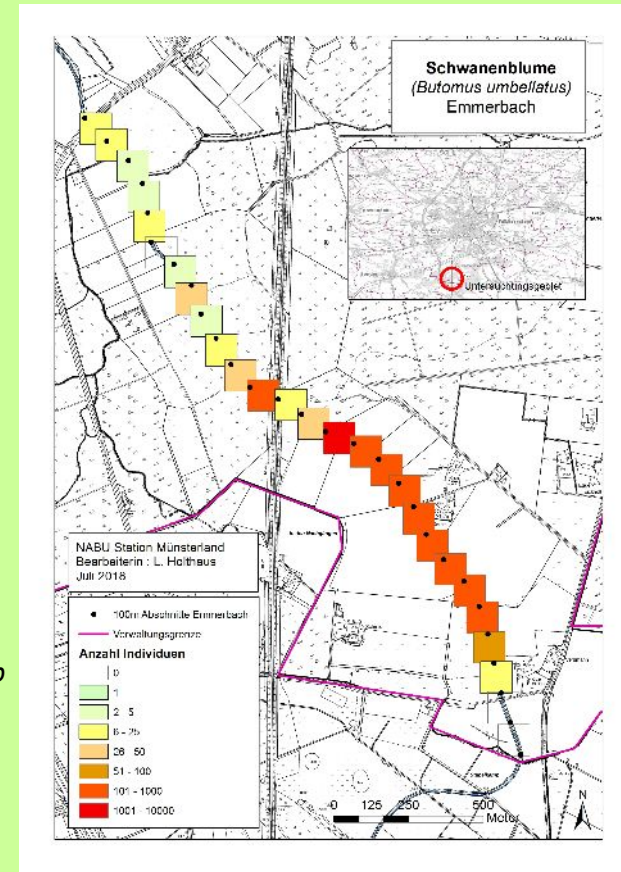 Schwanenblume
(Butomus umbellatus)
Emmerbach
Untersuchungsgebiet
NABU Station Münsterland
Bearbeiterin : L. Holthaus
Juli 2018
100m Abschnitte Emmerbach
Verwaltungsgrenze
Anzahl Individuen
0
1
2 - 5
6 - 25
26 - 50
51 - 100
101 - 1000
1001 - 10000
0 125 250 500
Meter
N